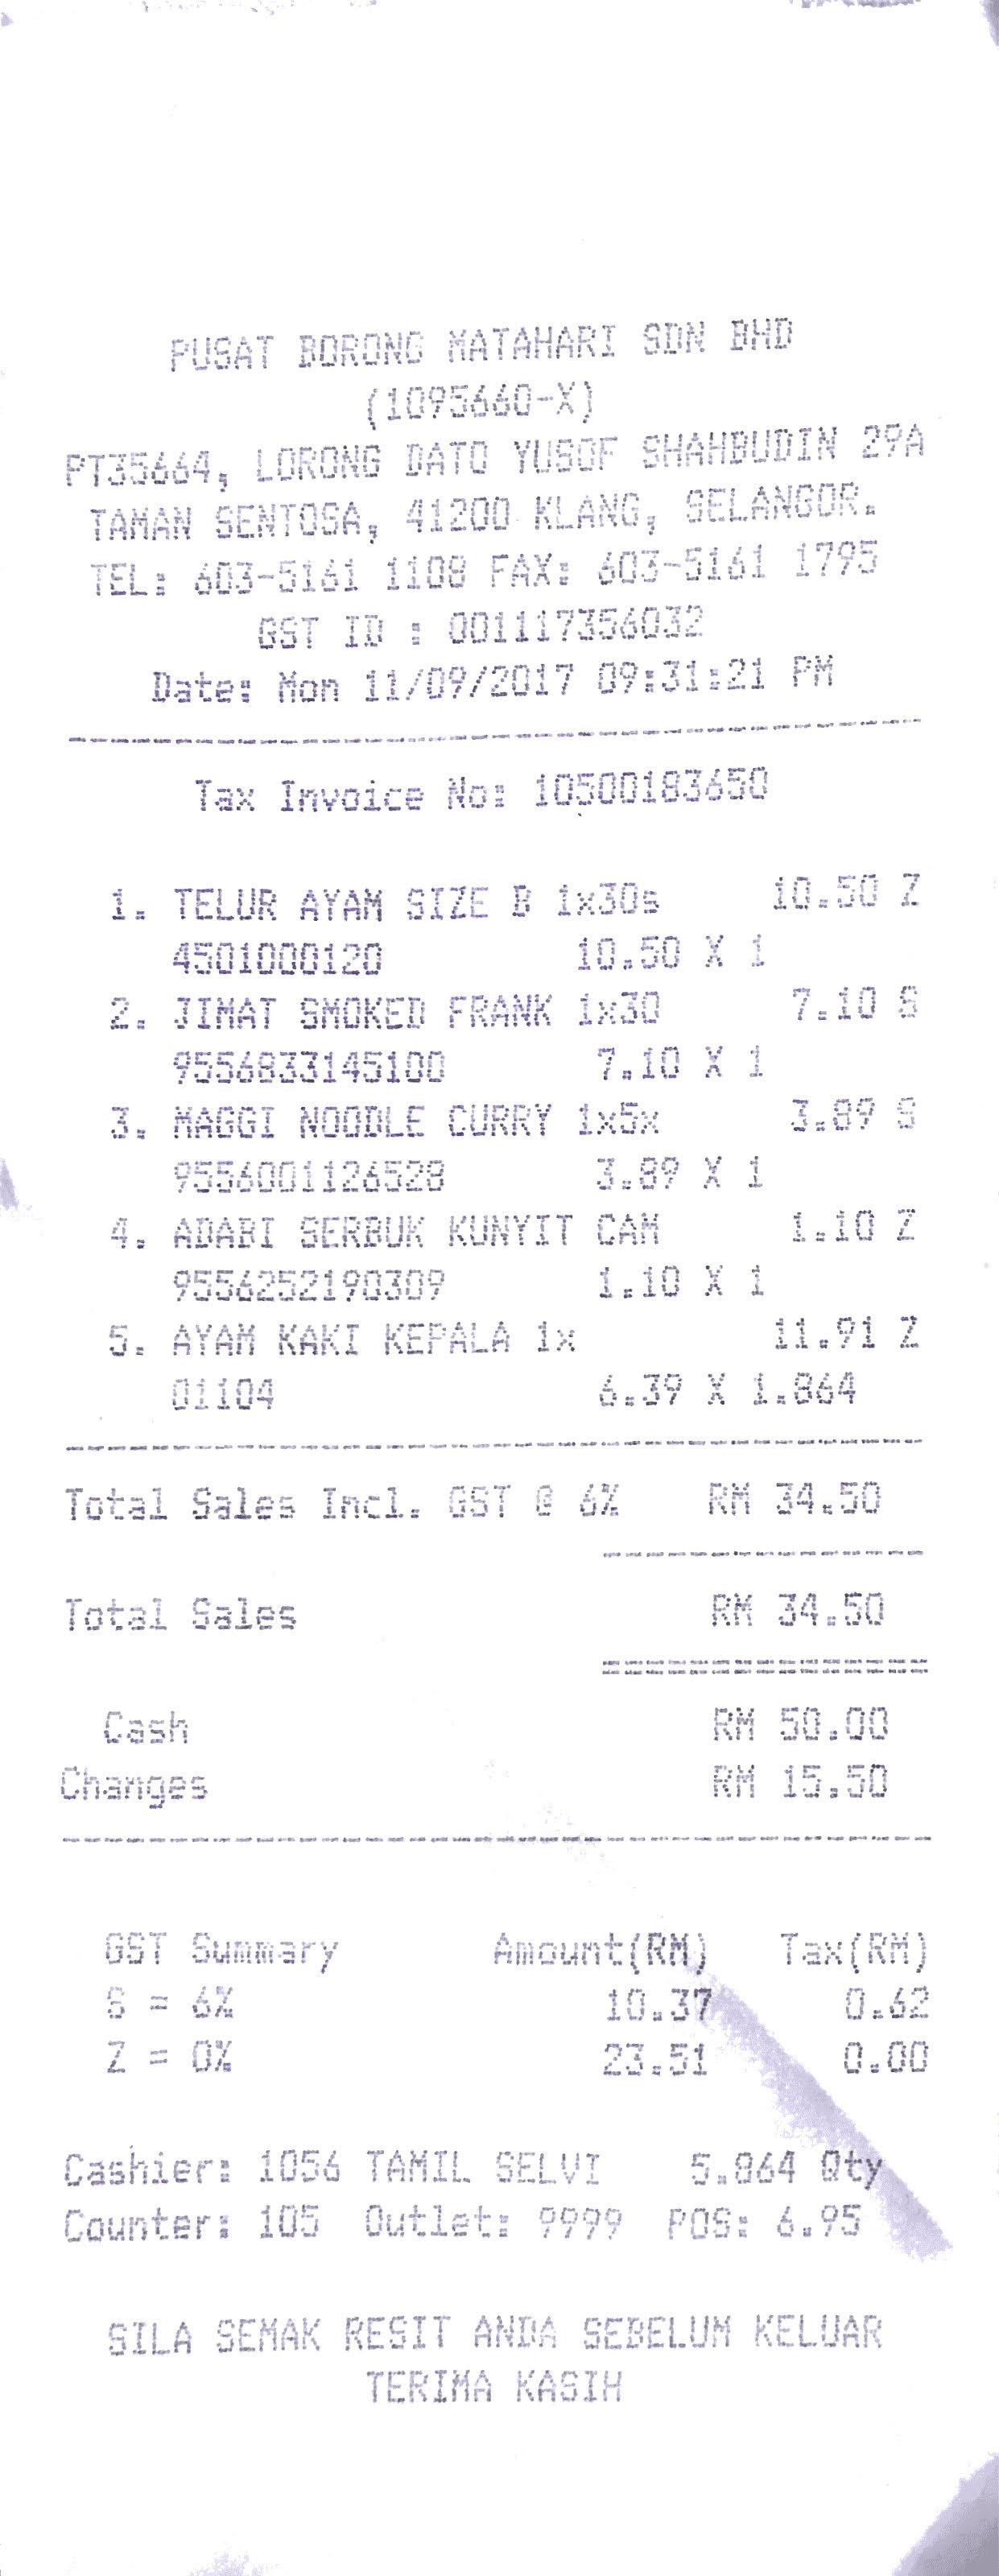 PUSAT BORONG MATAHARI SDN BHD
(1095660-X)
PT35664, LORONG DATO YUSOF SHAHBUDIN 29A
TAMAN SENTOSA, 41200 KLANG, SELANGOR.
TEL: 603-5161 1108 FAX: 603-5161 1795
GST ID : 001117356032
Date: Mon 11/09/2017 09:31:21 PM
Tax Invoice No: 10500183650
1. TELUR AYAM SIZE B 1x30s 10.50 Z
4501000120 10.50 X 1
2. JIMAT SMOKED FRANK 1x30 7.10 S
9556833145100 7.10 X 1
3. MAGGI NOODLE CURRY 1x5x 3.89 S
9556001126528 3.89 X 1
4. ADABI SERBUK KUNYIT CAM 1.10 Z
9556252190309 1.10 X 1
5. AYAM KAKI KEPALA 1x 11.91 Z
01104 6.39 X 1.864
Total Sales Incl. GST @ 6% RM 34.50
Total Sales RM 34.50
Cash RM 50.00
Changes RM 15.50
GST Summary Amount(RM) Tax(RM)
S = 6% 10.37 0.62
Z = 0% 23.51 0.00
Cashier: 1056 TAMIL SELVI 5.864 Qty
Counter: 105 Outlet: 9999 POS: 6.95
SILA SEMAK RESIT ANDA SEBELUM KELUAR
TERIMA KASIH